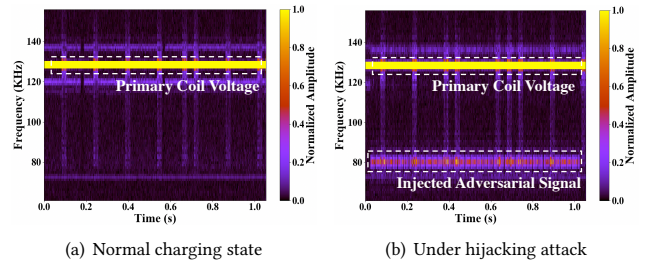 140
120
100
80
60
Frequency (KHz)
Primary Coil Voltage
0.0 0.2 0.4 0.6 0.8 1.0
Time (s)
1.0
0.8
0.6
0.4
0.2
0.0
Normalized Amplitude
(a) Normal charging state
140
120
100
80
60
Frequency (KHz)
Primary Coil Voltage
Injected Adversarial Signal
0.0 0.2 0.4 0.6 0.8 1.0
Time (s)
1.0
0.8
0.6
0.4
0.2
0.0
Normalized Amplitude
(b) Under hijacking attack